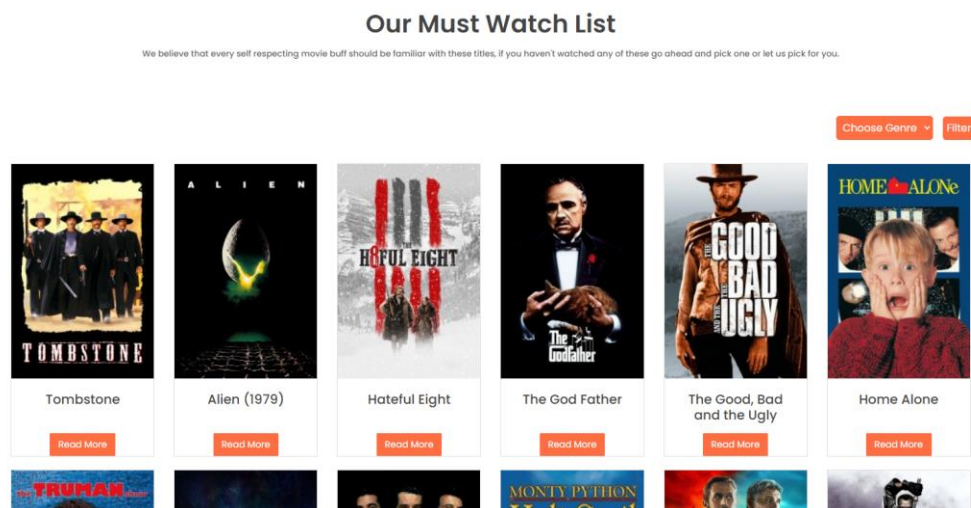 Our Must Watch List
We believe that every self respecting movie buff should be familiar with these titles, if you haven't watched any of these go ahead and pick one or let us pick for you.
Choose Genre
Filter
TOMBSTONE
ALIEN
THE
H8FUL EIGHT
The
Godfather
THE
GOOD
THE
BAD
AND THE
UGLY
HOME ALONe
Tombstone
Alien (1979)
Hateful Eight
The God Father
The Good, Bad
and the Ugly
Home Alone
Read More
Read More
Read More
Read More
Read More
Read More
THE TRUMAN show
MONTY PYTHON